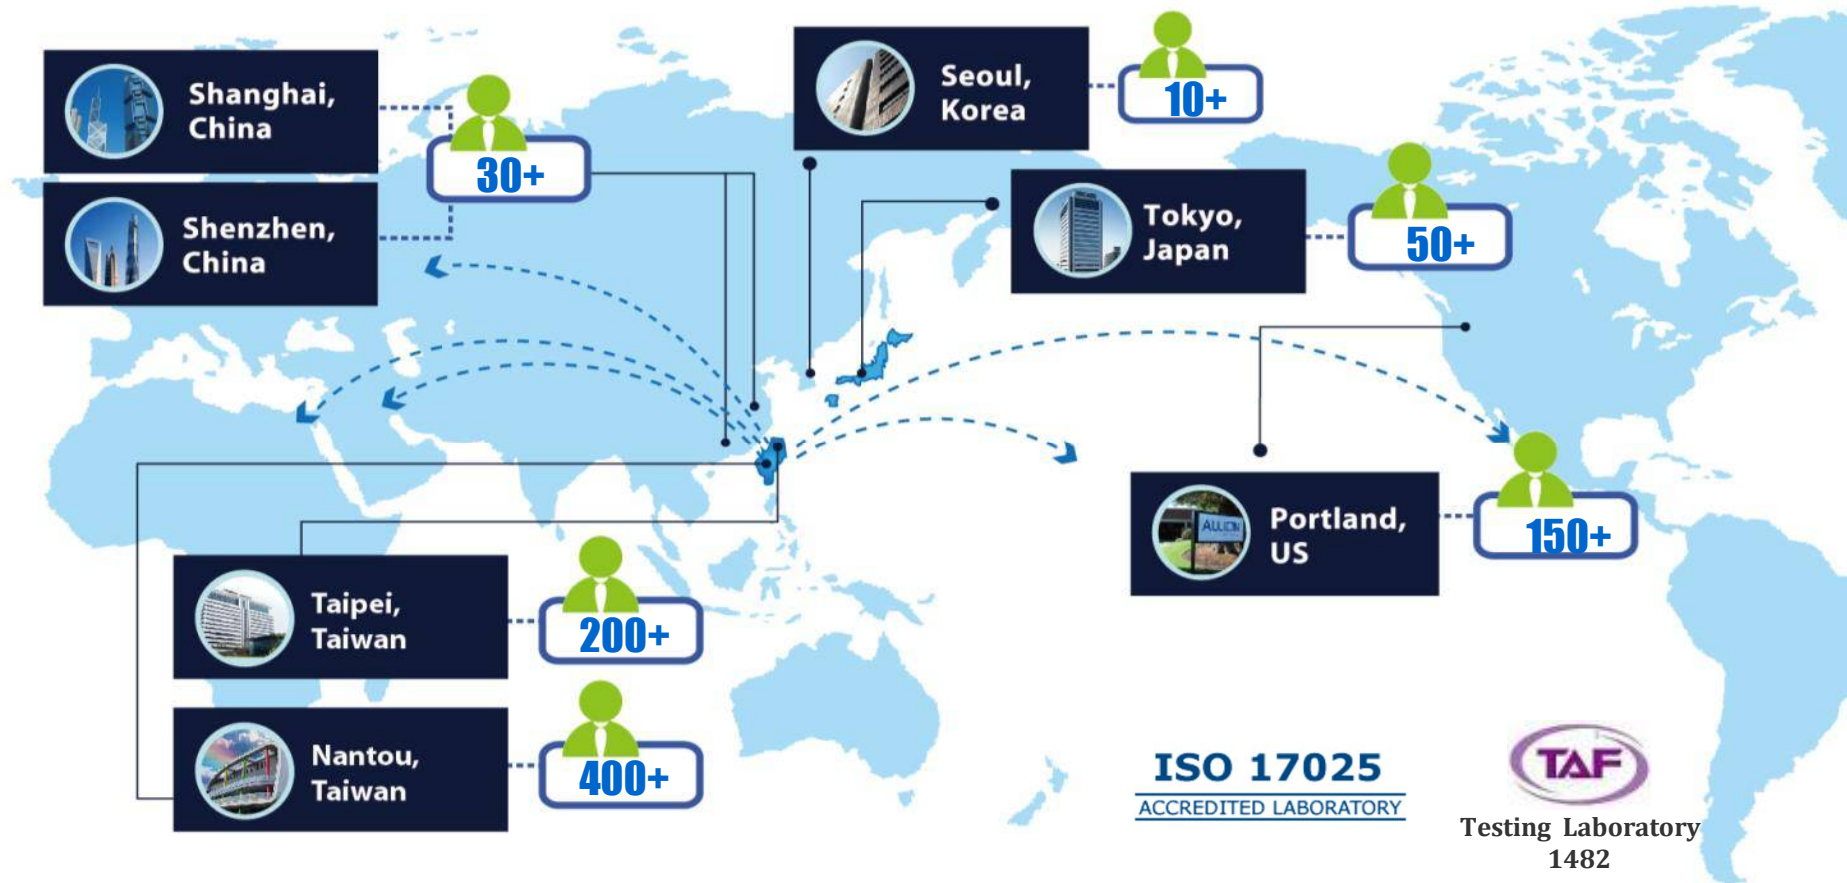 Shanghai,
China
30+
Shenzhen,
China
Seoul,
Korea
10+
Tokyo,
Japan
50+
ALLION
Portland,
US
150+
Taipei,
Taiwan
200+
Nantou,
Taiwan
400+
ISO 17025
ACCREDITED LABORATORY
TAF
Testing Laboratory
1482